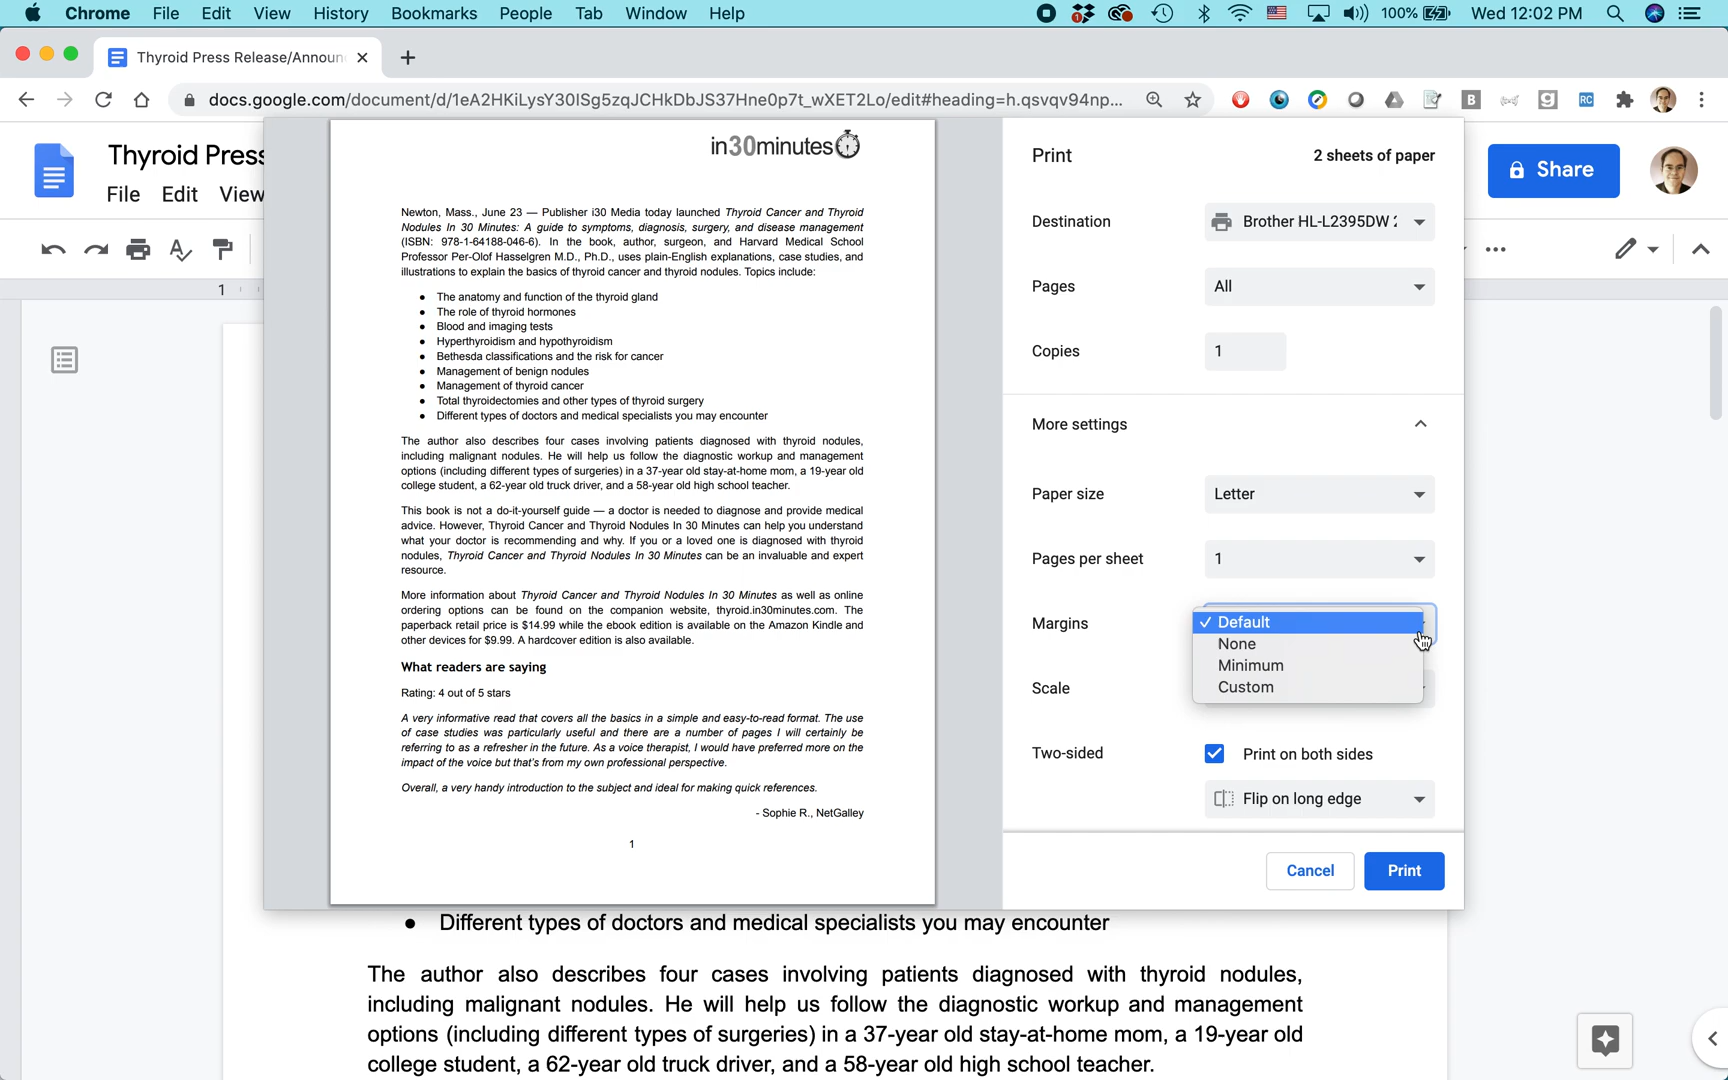 Chrome File Edit View History Bookmarks People Tab Window Help 1 100% Wed 12:02 PM
Thyroid Press Release/Announ
docs.google.com/document/d/1eA2HKiLysY30ISg5zqJCHkDbJS37Hne0p7t_wXET2Lo/edit#heading=h.qsvqv94np...
Thyroid Press
File Edit View
Share
1
in30minutes
Newton, Mass., June 23 — Publisher i30 Media today launched Thyroid Cancer and Thyroid
Nodules In 30 Minutes: A guide to symptoms, diagnosis, surgery, and disease management
(ISBN: 978-1-64188-046-6). In the book, author, surgeon, and Harvard Medical School
Professor Per-Olof Hasselgren M.D., Ph.D., uses plain-English explanations, case studies, and
illustrations to explain the basics of thyroid cancer and thyroid nodules. Topics include:
● The anatomy and function of the thyroid gland
● The role of thyroid hormones
● Blood and imaging tests
● Hyperthyroidism and hypothyroidism
● Bethesda classifications and the risk for cancer
● Management of benign nodules
● Management of thyroid cancer
● Total thyroidectomies and other types of thyroid surgery
● Different types of doctors and medical specialists you may encounter
The author also describes four cases involving patients diagnosed with thyroid nodules,
including malignant nodules. He will help us follow the diagnostic workup and management
options (including different types of surgeries) in a 37-year old stay-at-home mom, a 19-year old
college student, a 62-year old truck driver, and a 58-year old high school teacher.
This book is not a do-it-yourself guide — a doctor is needed to diagnose and provide medical
advice. However, Thyroid Cancer and Thyroid Nodules In 30 Minutes can help you understand
what your doctor is recommending and why. If you or a loved one is diagnosed with thyroid
nodules, Thyroid Cancer and Thyroid Nodules In 30 Minutes can be an invaluable and expert
resource.
More information about Thyroid Cancer and Thyroid Nodules In 30 Minutes as well as online
ordering options can be found on the companion website, thyroid.in30minutes.com. The
paperback retail price is $14.99 while the ebook edition is available on the Amazon Kindle and
other devices for $9.99. A hardcover edition is also available.
What readers are saying
Rating: 4 out of 5 stars
A very informative read that covers all the basics in a simple and easy-to-read format. The use
of case studies was particularly useful and there are a number of pages I will certainly be
referring to as a refresher in the future. As a voice therapist, I would have preferred more on the
impact of the voice but that's from my own professional perspective.
Overall, a very handy introduction to the subject and ideal for making quick references.
- Sophie R., NetGalley
1
Print 2 sheets of paper
Destination Brother HL-L2395DW
Pages All
Copies 1
More settings
Paper size Letter
Pages per sheet 1
Margins ✓ Default
None
Minimum
Custom
Scale
Two-sided Print on both sides
Flip on long edge
Cancel Print
● Different types of doctors and medical specialists you may encounter
The author also describes four cases involving patients diagnosed with thyroid nodules,
including malignant nodules. He will help us follow the diagnostic workup and management
options (including different types of surgeries) in a 37-year old stay-at-home mom, a 19-year old
college student, a 62-year old truck driver, and a 58-year old high school teacher.